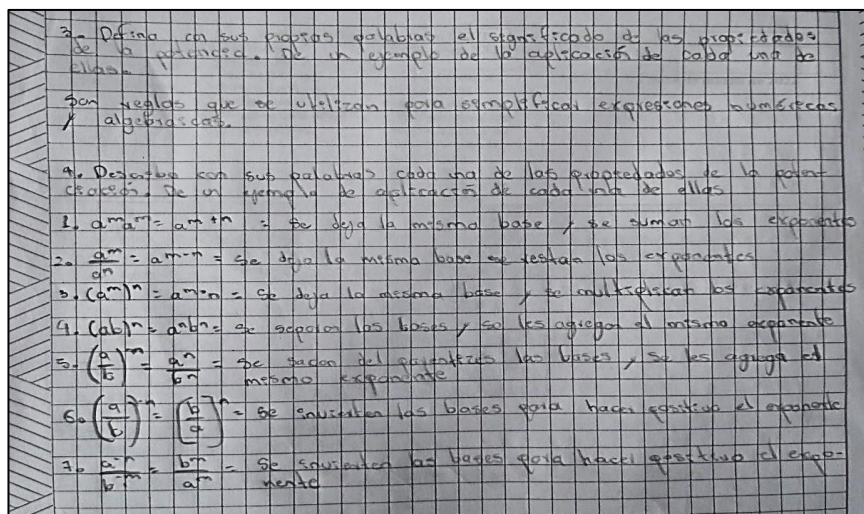 3- Defina con sus propias palabras el significado de las propiedades
de la potencia. De un ejemplo de la aplicación de cada una de
ellas.
Son reglas que se utilizan para simplificar expresiones numéricas
y algebraicas.
4. Describa con sus palabras cada una de las propiedades de la poten-
ciación. De un ejemplo de aplicación de cada una de ellas
1. aᵐaᵐ = aᵐ⁺ⁿ = se deja la misma base y se suman los exponentes
2. aᵐ/aⁿ = aᵐ⁻ⁿ = se deja la misma base se restan los exponentes
3. (aᵐ)ⁿ = aᵐ·ⁿ = se deja la misma base y se multiplican los exponentes
4. (ab)ⁿ = aⁿbⁿ = se separan las bases y se les agrega el mismo exponente
5. (a/b)ⁿ = aⁿ/bⁿ = se sacan del parentezis las bases y se les agrega el
mismo exponente
6. (a/b)⁻ⁿ = (b/a)ⁿ = se invierten las bases para hacer positivo el exponente
7. a⁻ⁿ/b⁻ᵐ = bᵐ/aⁿ = se invierten las bases para hacer positivo el expo-
nente